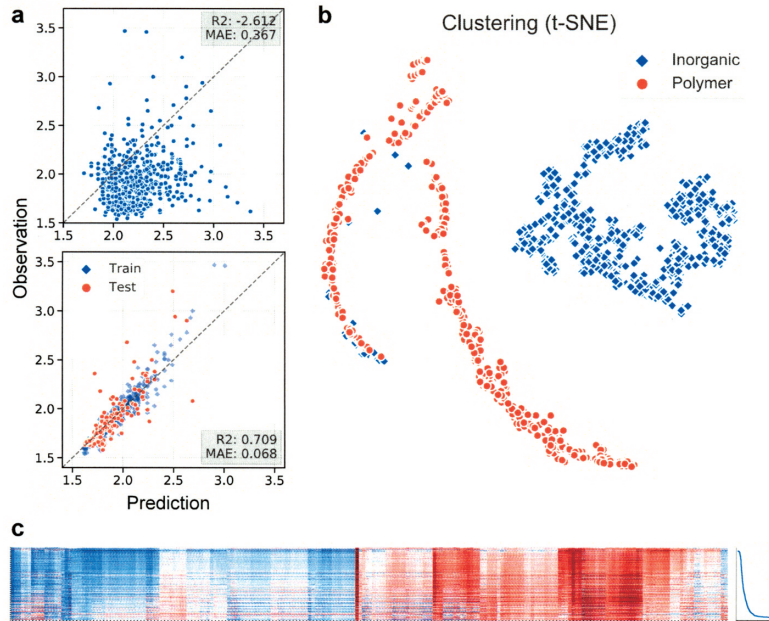 a
3.5
3.0
2.5
2.0
1.5
R2: -2.612
MAE: 0.367
1.5 2.0 2.5 3.0 3.5
Observation
3.5
3.0
2.5
2.0
1.5
Train
Test
R2: 0.709
MAE: 0.068
1.5 2.0 2.5 3.0 3.5
Prediction
b
Clustering (t-SNE)
Inorganic
Polymer
c